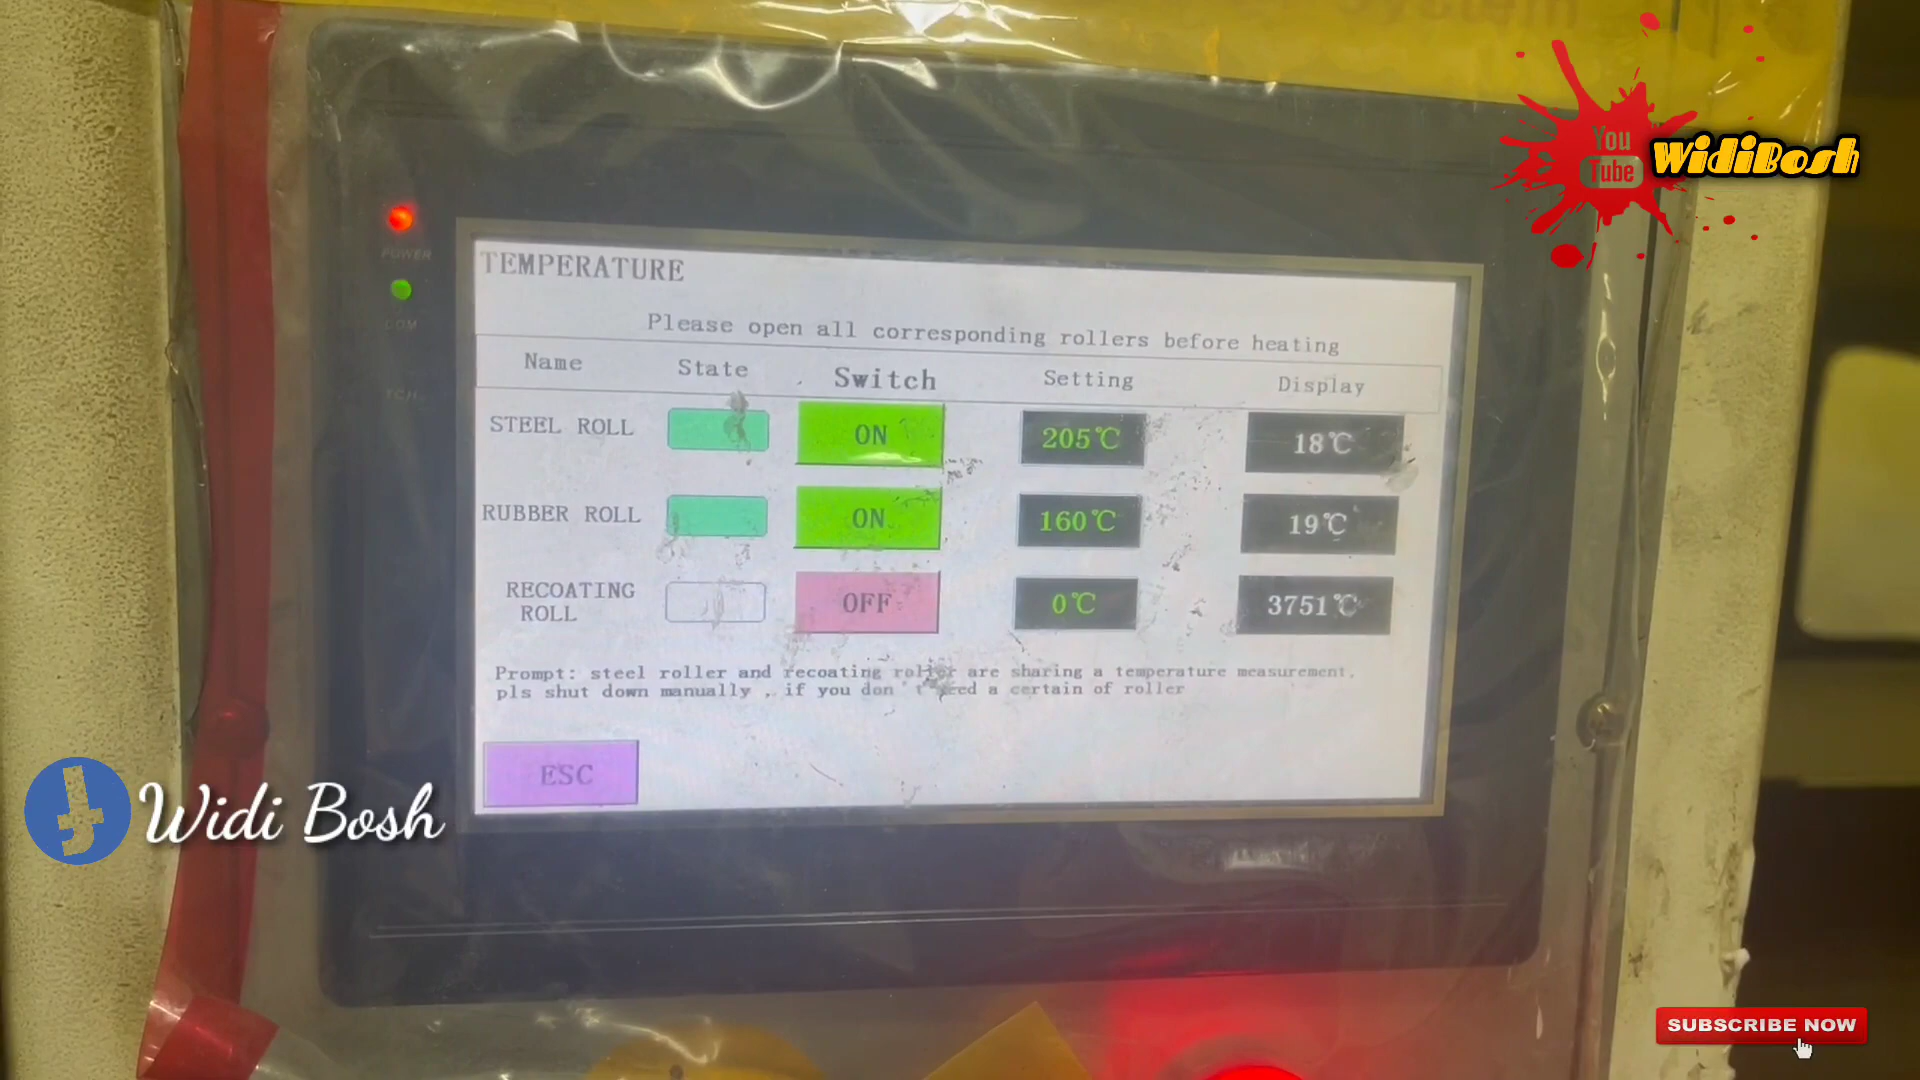 System
You
Tube
WidiBosh
POWER
COM
TEMPERATURE
Please open all corresponding rollers before heating
Name State Switch Setting Display
STEEL ROLL ON 205℃ 18℃
RUBBER ROLL ON 160℃ 19℃
RECOATING
ROLL OFF 0℃ 3751℃
Prompt: steel roller and recoating roller are sharing a temperature measurement,
pls shut down manually , if you don't need a certain of roller
ESC
Widi Bosh
SUBSCRIBE NOW